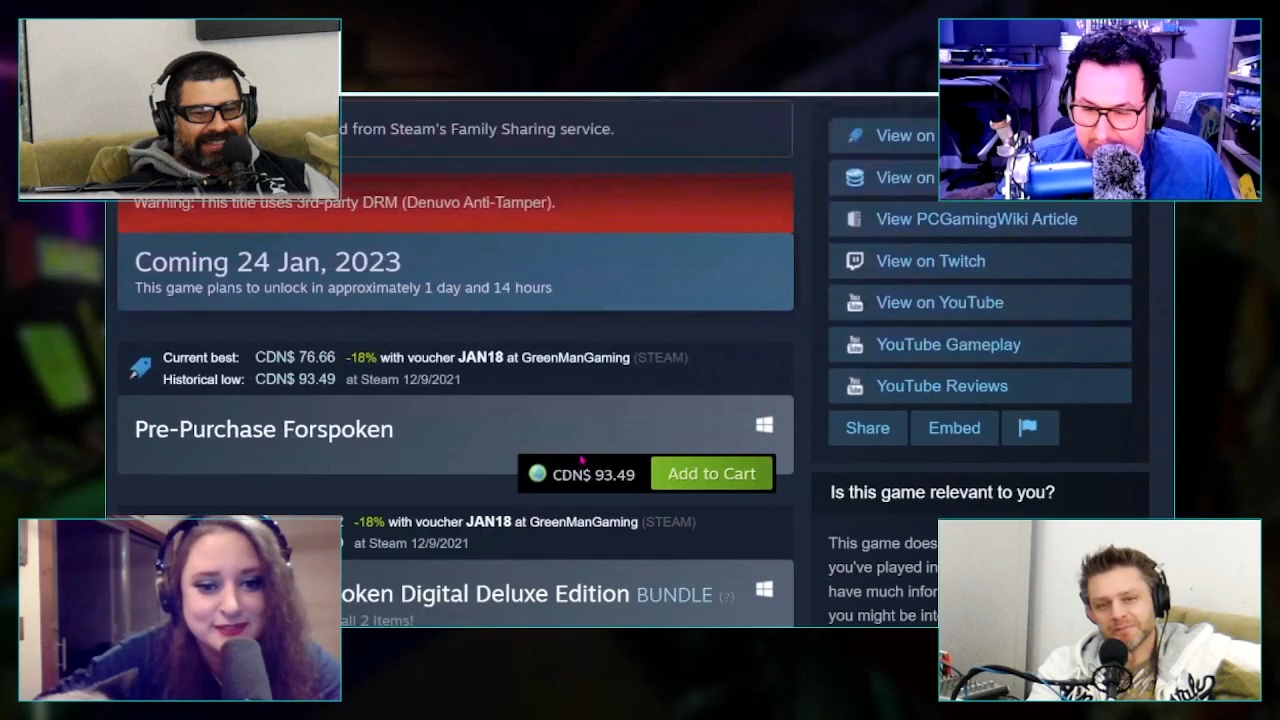 d from Steam's Family Sharing service.
Warning: This title uses 3rd-party DRM (Denuvo Anti-Tamper).
Coming 24 Jan, 2023
This game plans to unlock in approximately 1 day and 14 hours
Current best: CDN$ 76.66 -18% with voucher JAN18 at GreenManGaming (STEAM)
Historical low: CDN$ 93.49 at Steam 12/9/2021
Pre-Purchase Forspoken
CDN$ 93.49 Add to Cart
-18% with voucher JAN18 at GreenManGaming (STEAM)
at Steam 12/9/2021
oken Digital Deluxe Edition BUNDLE (?)
all 2 Items!
View on
View on
View PCGamingWiki Article
View on Twitch
View on YouTube
YouTube Gameplay
YouTube Reviews
Share Embed
Is this game relevant to you?
This game does
you've played in
have much infor
you might be int